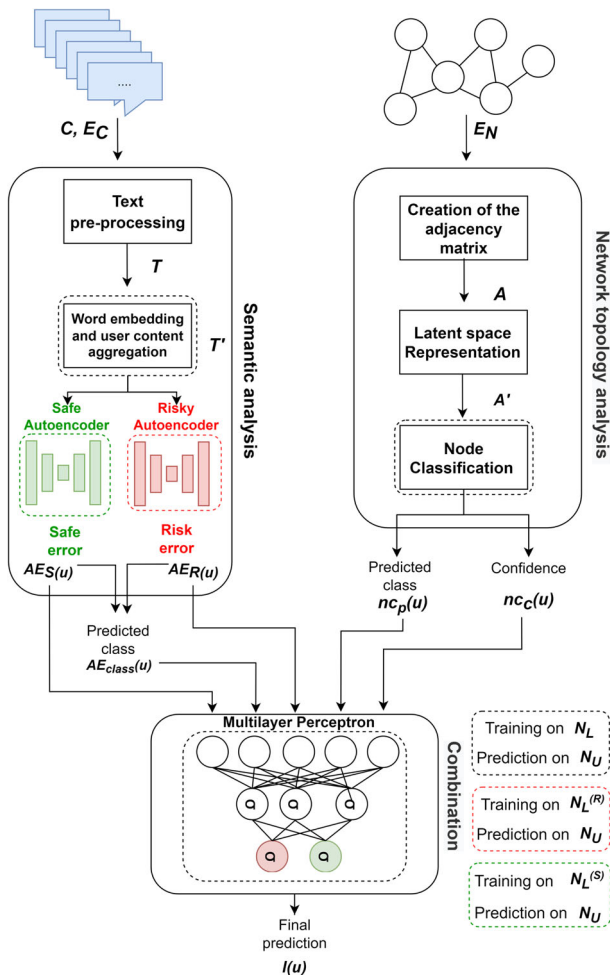 ....
C, E_C
E_N
Text
pre-processing
T
Word embedding
and user content
aggregation
T'
Safe
Autoencoder
Risky
Autoencoder
Safe
error
Risk
error
AE_S(u)
AE_R(u)
Semantic analysis
Creation of the
adjacency
matrix
A
Latent space
Representation
A'
Node
Classification
Network topology analysis
Predicted
class
nc_p(u)
Confidence
nc_C(u)
Predicted
class
AE_class(u)
Multilayer Perceptron
σ σ σ
σ σ
Combination
Final
prediction
l(u)
Training on N_L
Prediction on N_U
Training on N_L^(R)
Prediction on N_U
Training on N_L^(S)
Prediction on N_U